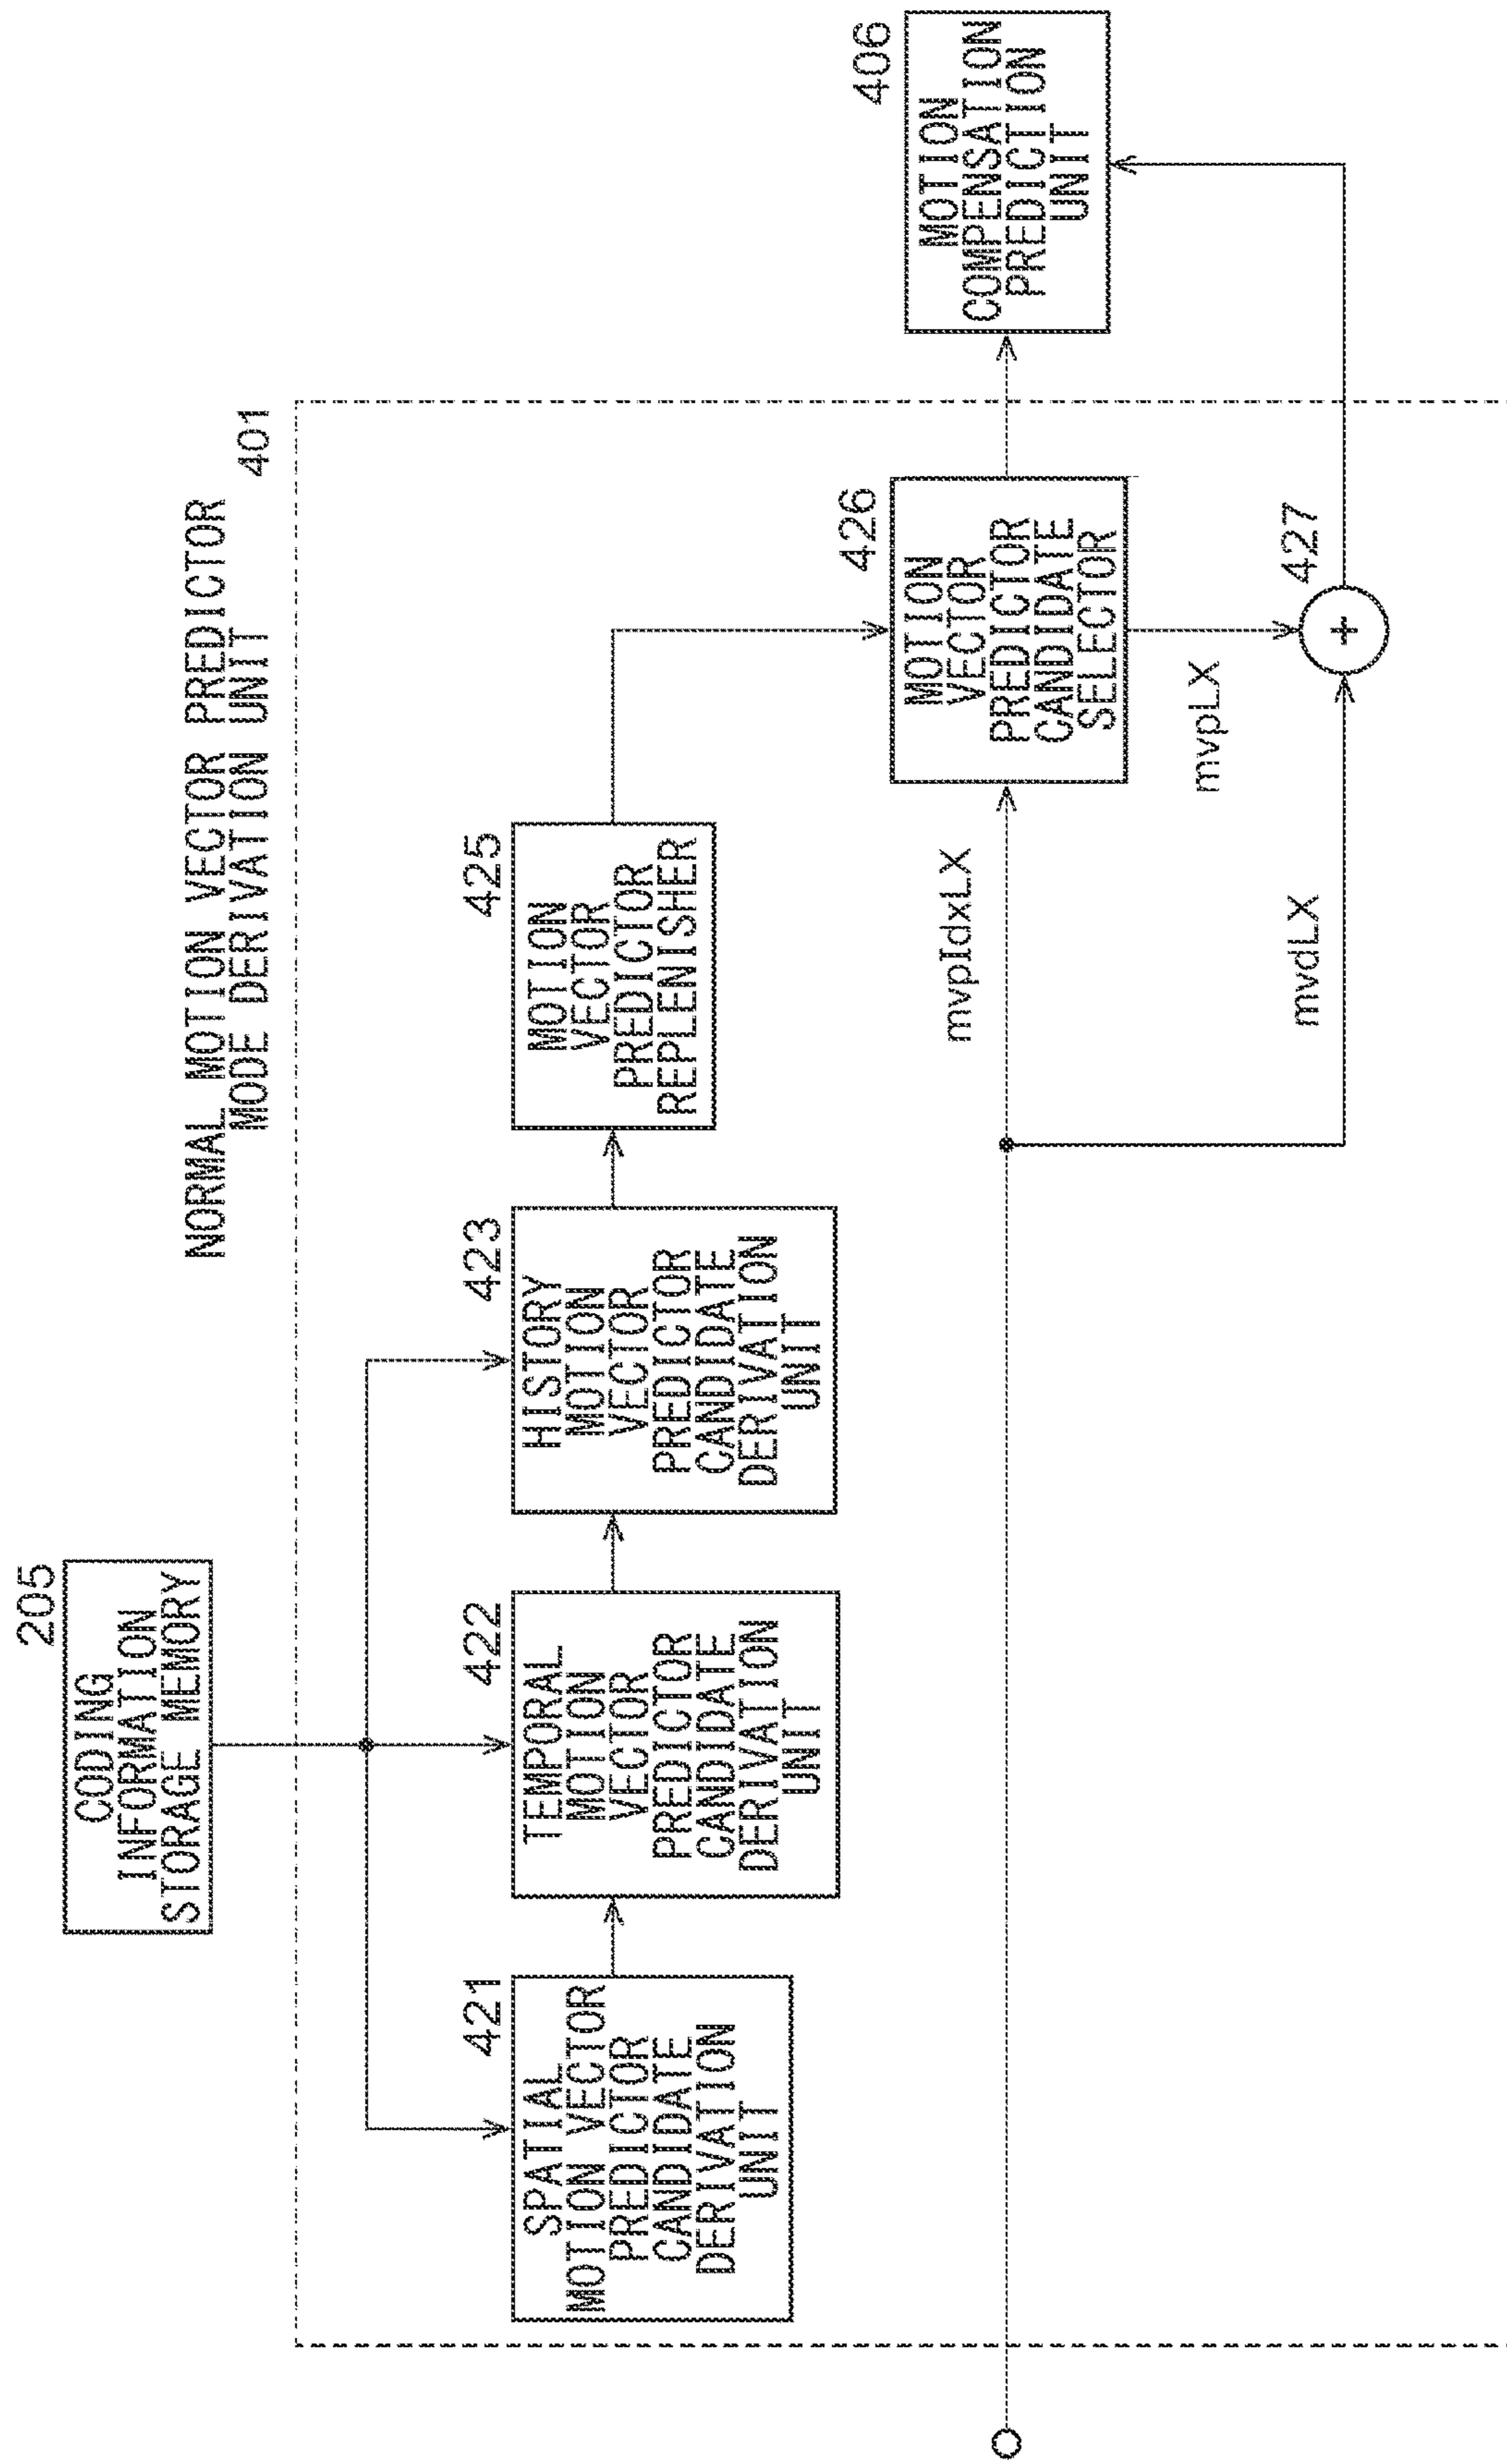 205
CODING
INFORMATION
STORAGE MEMORY
NORMAL MOTION VECTOR PREDICTOR
MODE DERIVATION UNIT
401
421
SPATIAL
MOTION VECTOR
PREDICTOR
CANDIDATE
DERIVATION
UNIT
422
TEMPORAL
MOTION
VECTOR
PREDICTOR
CANDIDATE
DERIVATION
UNIT
423
HISTORY
MOTION
VECTOR
PREDICTOR
CANDIDATE
DERIVATION
UNIT
425
MOTION
VECTOR
PREDICTOR
REPLENISHER
426
MOTION
VECTOR
PREDICTOR
CANDIDATE
SELECTOR
406
MOTION
COMPENSATION
PREDICTION
UNIT
mvpIdxLX
mvpLX
mvdLX
427
+